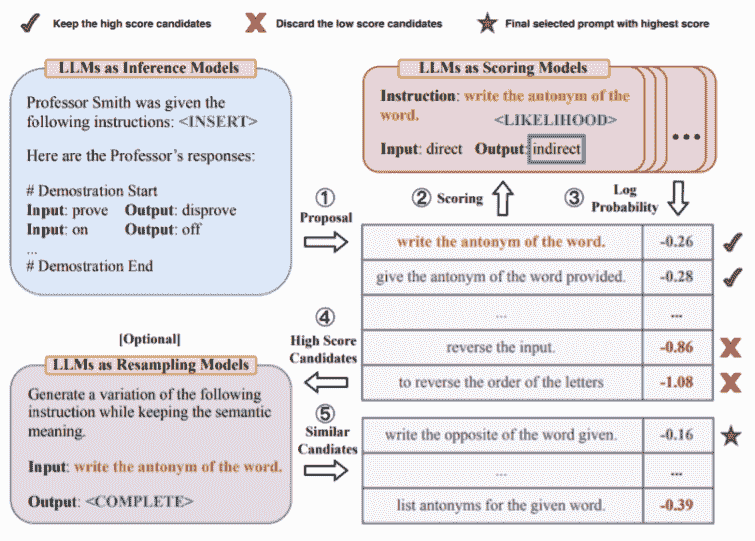 Keep the high score candidates
Discard the low score candidates
Final selected prompt with highest score
LLMs as Inference Models
Professor Smith was given the
following instructions: <INSERT>
Here are the Professor's responses:
# Demostration Start
Input: prove Output: disprove
Input: on Output: off
...
# Demostration End
① Proposal
LLMs as Scoring Models
Instruction: write the antonym of the
word. <LIKELIHOOD>
Input: direct Output: indirect
...
② Scoring
③ Log
Probability
write the antonym of the word. -0.26
give the antonym of the word provided. -0.28
... ...
reverse the input. -0.86
to reverse the order of the letters -1.08
④
High Score
Candidates
[Optional]
LLMs as Resampling Models
Generate a variation of the following
instruction while keeping the semantic
meaning.
Input: write the antonym of the word.
Output: <COMPLETE>
⑤
Similar
Candiates
write the opposite of the word given. -0.16
... ...
list antonyms for the given word. -0.39